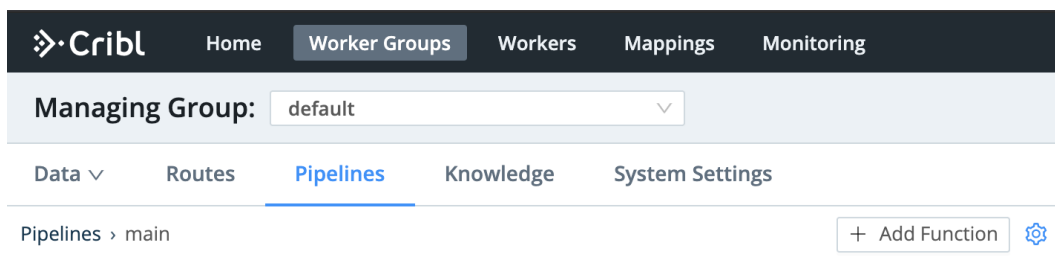 Cribl Home Worker Groups Workers Mappings Monitoring
Managing Group: default
Data Routes Pipelines Knowledge System Settings
Pipelines › main + Add Function